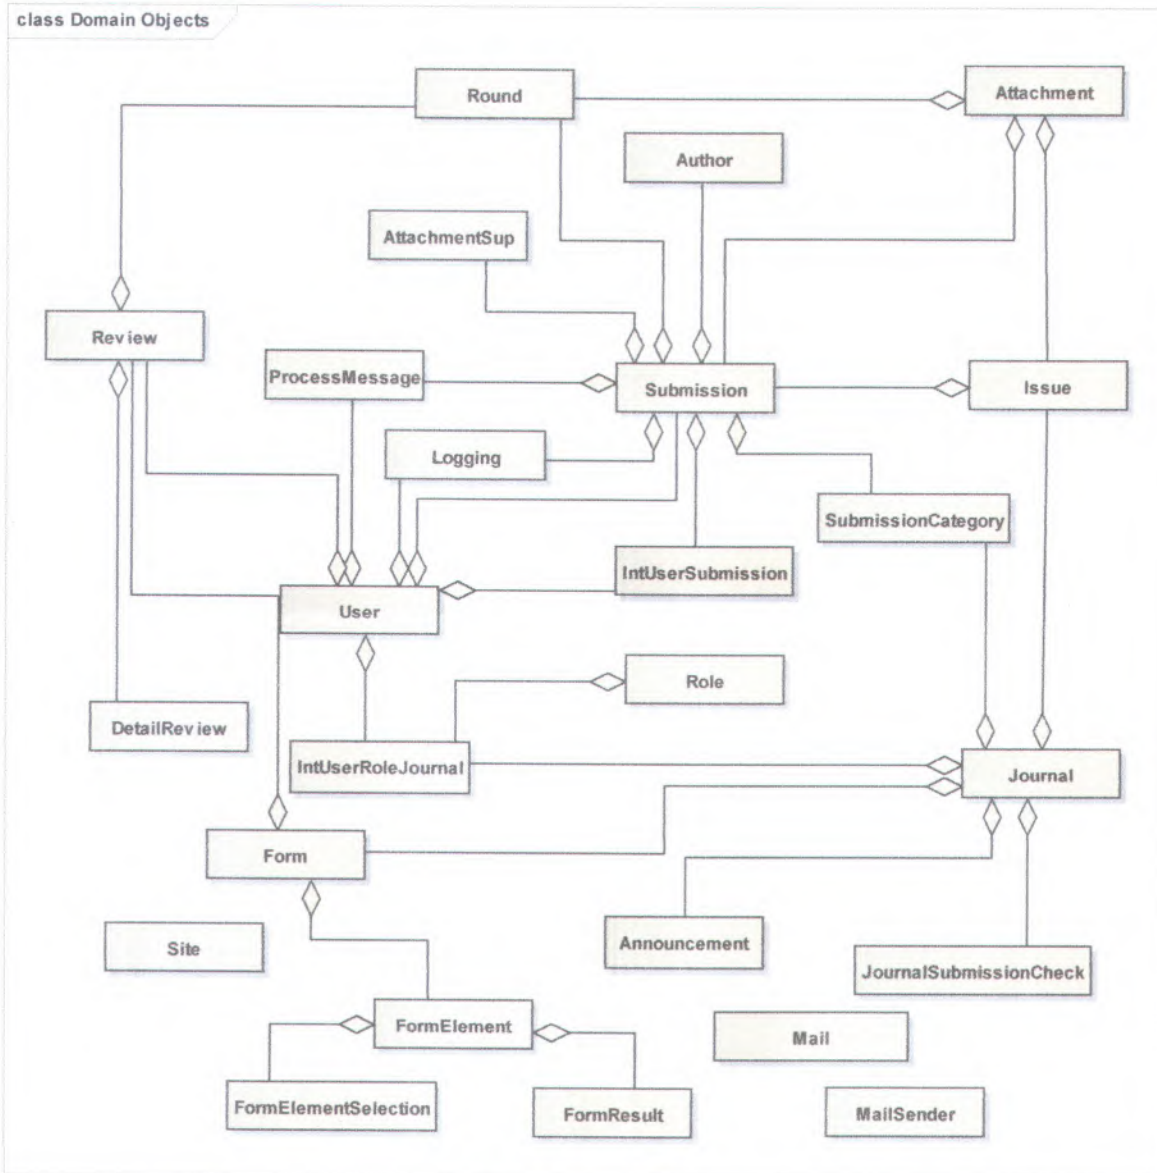 class Domain Objects
Round
Attachment
Author
AttachmentSup
Review
ProcessMessage
Submission
Issue
Logging
SubmissionCategory
IntUserSubmission
User
Role
DetailReview
IntUserRoleJournal
Journal
Form
Site
Announcement
JournalSubmissionCheck
FormElement
Mail
FormElementSelection
FormResult
MailSender